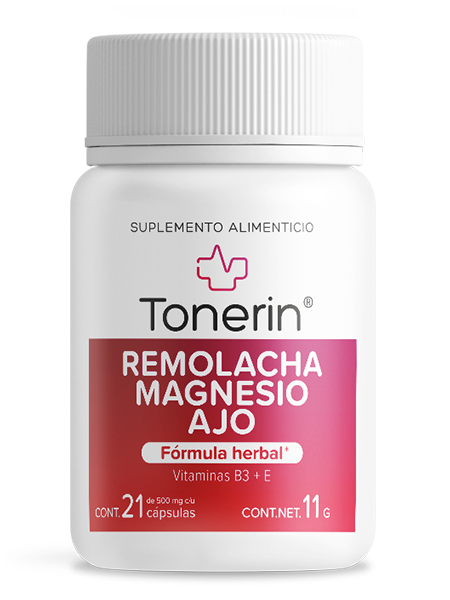 SUPLEMENTO ALIMENTICIO
Tonerin®
REMOLACHA
MAGNESIO
AJO
Fórmula herbal*
Vitaminas B3 + E
CONT. 21 de 500 mg c/u cápsulas CONT.NET. 11 G